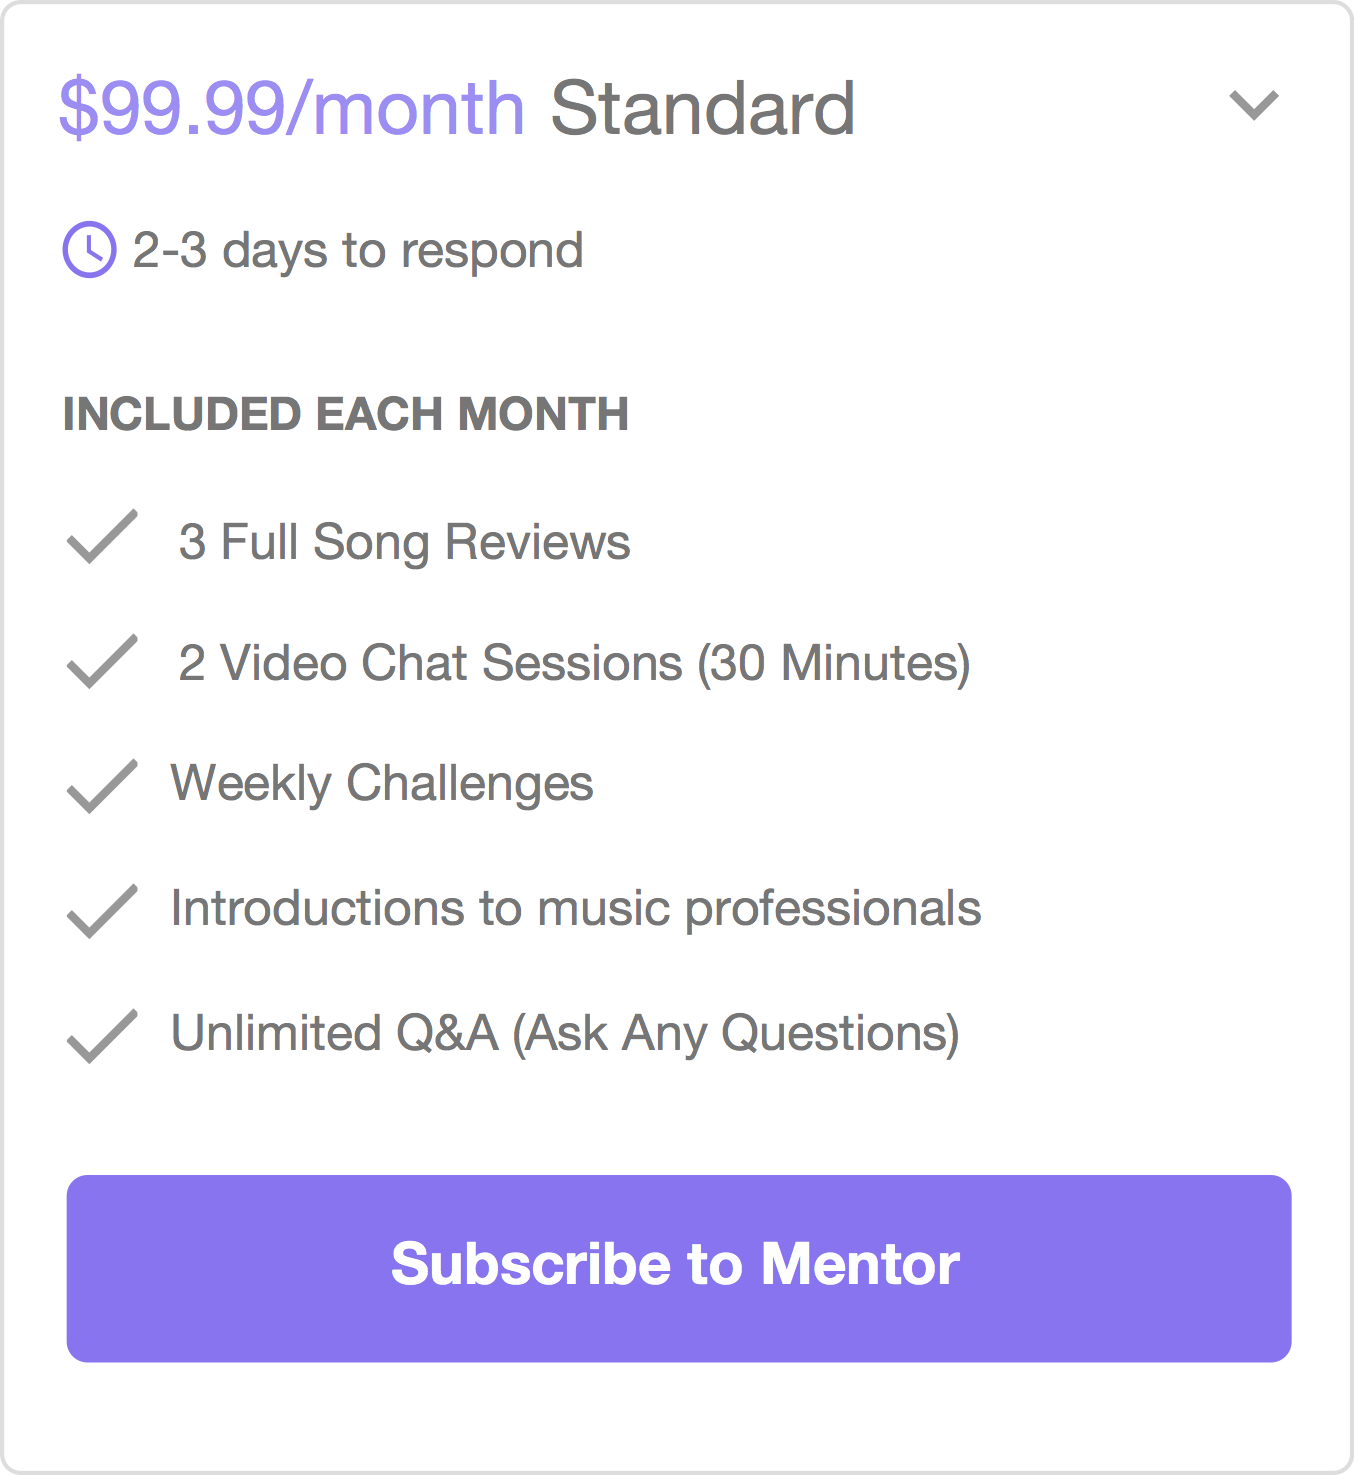 $99.99/month Standard
2-3 days to respond
INCLUDED EACH MONTH
3 Full Song Reviews
2 Video Chat Sessions (30 Minutes)
Weekly Challenges
Introductions to music professionals
Unlimited Q&A (Ask Any Questions)
Subscribe to Mentor